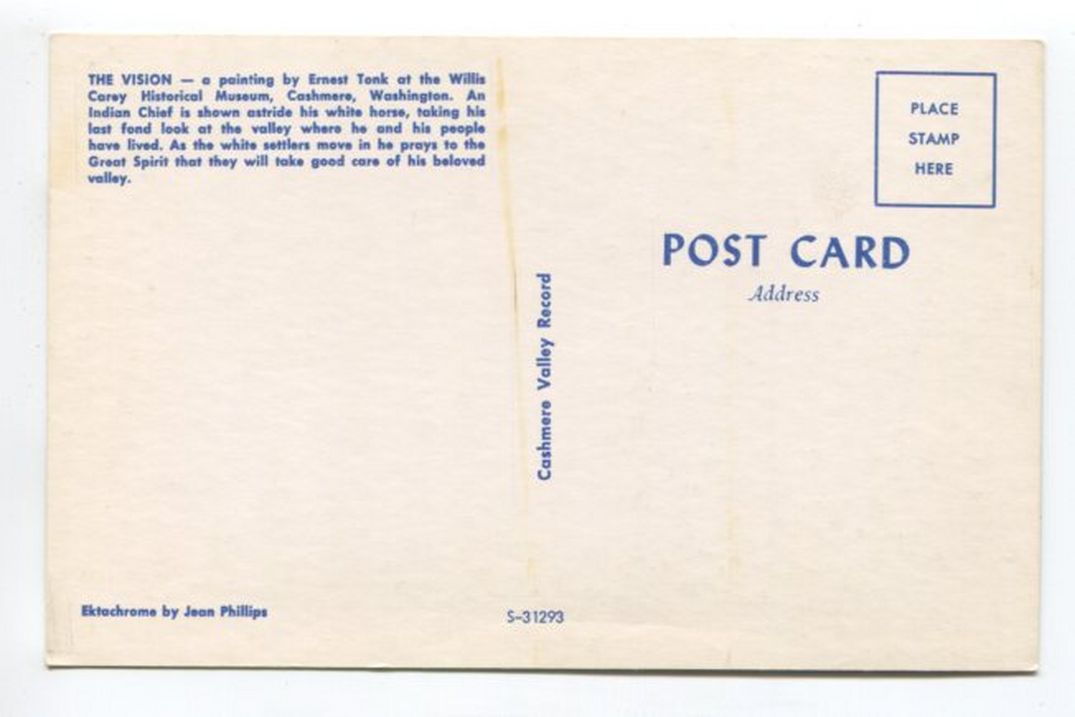 THE VISION — a painting by Ernest Tonk at the Willis
Carey Historical Museum, Cashmere, Washington. An
Indian Chief is shown astride his white horse, taking his
last fond look at the valley where he and his people
have lived. As the white settlers move in he prays to the
Great Spirit that they will take good care of his beloved
valley.
PLACE
STAMP
HERE
POST CARD
Address
Cashmere Valley Record
Ektachrome by Jean Phillips
S-31293